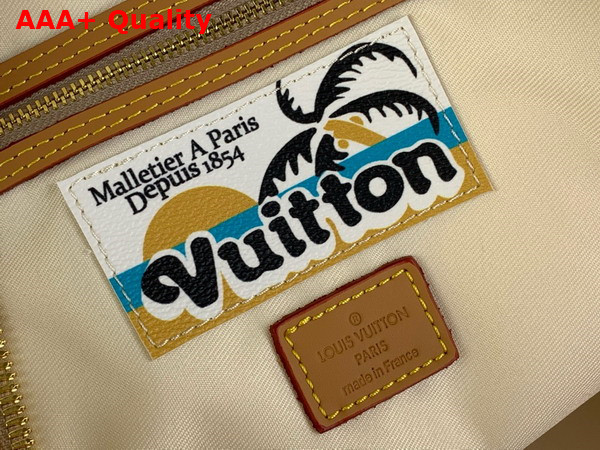 AAA+ Quality
Malletier A Paris
Depuis 1854
Vuitton
®
LOUIS VUITTON
PARIS
made in France